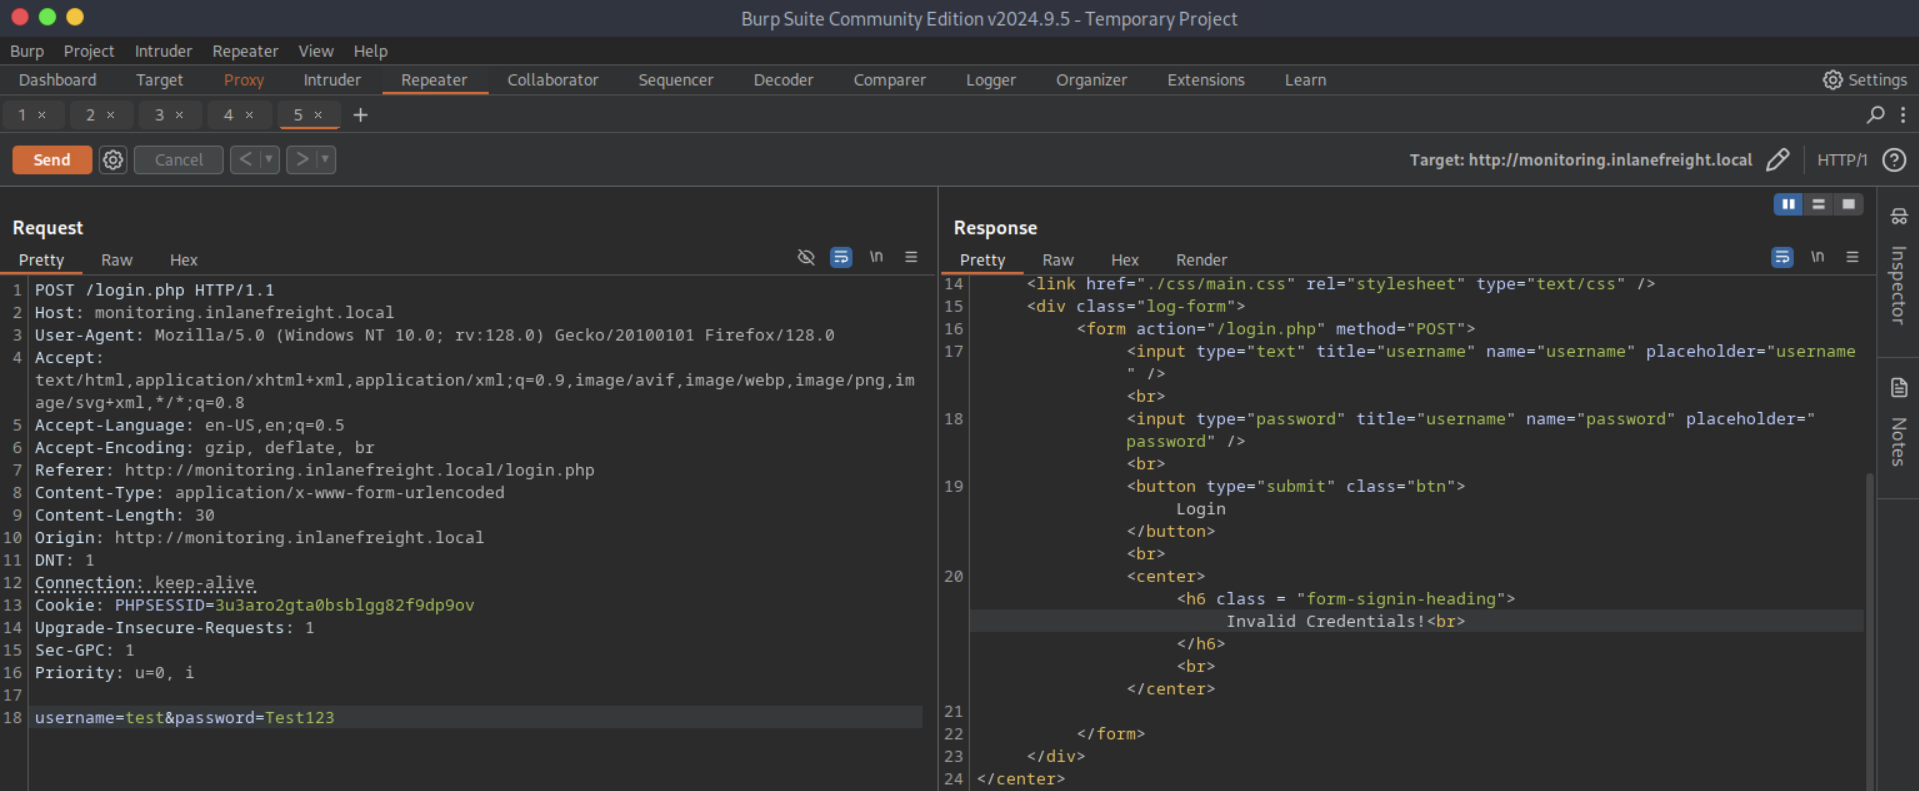 Burp Suite Community Edition v2024.9.5 - Temporary Project
Burp Project Intruder Repeater View Help
Dashboard Target Proxy Intruder Repeater Collaborator Sequencer Decoder Comparer Logger Organizer Extensions Learn Settings
1 × 2 × 3 × 4 × 5 × +
Send Cancel < > Target: http://monitoring.inlanefreight.local HTTP/1 ?
Request
Pretty Raw Hex \n
1 POST /login.php HTTP/1.1
2 Host: monitoring.inlanefreight.local
3 User-Agent: Mozilla/5.0 (Windows NT 10.0; rv:128.0) Gecko/20100101 Firefox/128.0
4 Accept:
text/html,application/xhtml+xml,application/xml;q=0.9,image/avif,image/webp,image/png,im
age/svg+xml,*/*;q=0.8
5 Accept-Language: en-US,en;q=0.5
6 Accept-Encoding: gzip, deflate, br
7 Referer: http://monitoring.inlanefreight.local/login.php
8 Content-Type: application/x-www-form-urlencoded
9 Content-Length: 30
10 Origin: http://monitoring.inlanefreight.local
11 DNT: 1
12 Connection: keep-alive
13 Cookie: PHPSESSID=3u3aro2gta0bsblgg82f9dp9ov
14 Upgrade-Insecure-Requests: 1
15 Sec-GPC: 1
16 Priority: u=0, i
17
18 username=test&password=Test123
Response
Pretty Raw Hex Render \n
14 <link href="./css/main.css" rel="stylesheet" type="text/css" />
15 <div class="log-form">
16 <form action="/login.php" method="POST">
17 <input type="text" title="username" name="username" placeholder="username
" />
<br>
18 <input type="password" title="username" name="password" placeholder="
password" />
<br>
19 <button type="submit" class="btn">
Login
</button>
<br>
20 <center>
<h6 class = "form-signin-heading">
Invalid Credentials!<br>
</h6>
<br>
</center>
21
22 </form>
23 </div>
24 </center>
Inspector
Notes